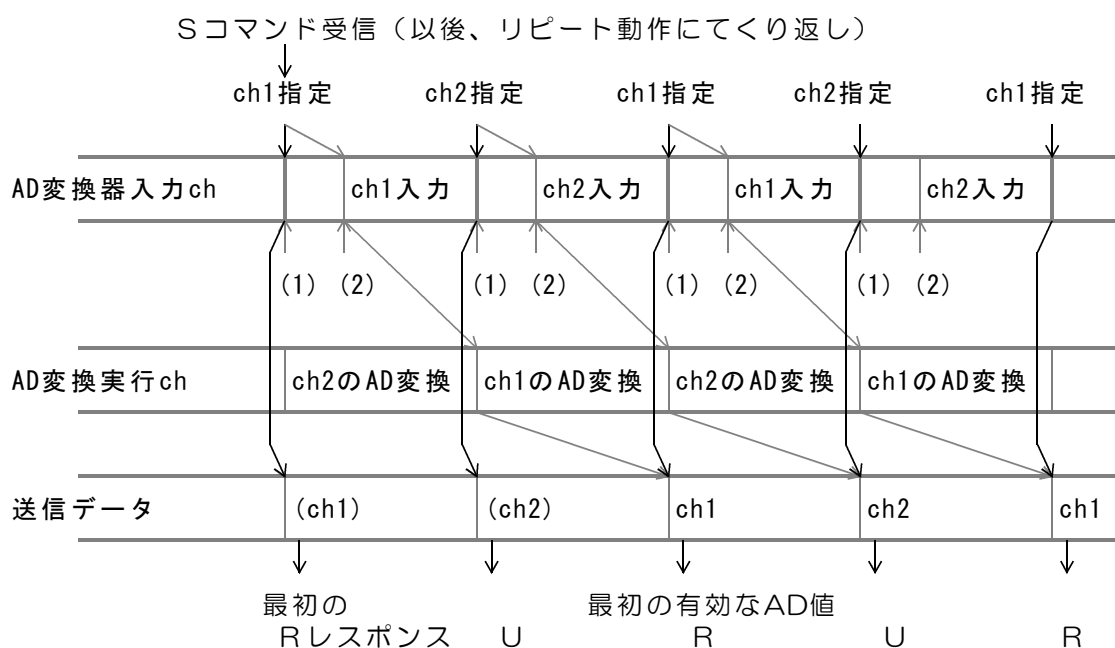 Sコマンド受信（以後、リピート動作にてくり返し）
ch1指定 ch2指定 ch1指定 ch2指定 ch1指定
AD変換器入力ch ch1入力 ch2入力 ch1入力 ch2入力
(1) (2) (1) (2) (1) (2) (1) (2)
AD変換実行ch ch2のAD変換 ch1のAD変換 ch2のAD変換 ch1のAD変換
送信データ (ch1) (ch2) ch1 ch2 ch1
最初の 最初の有効なAD値
Rレスポンス U R U R